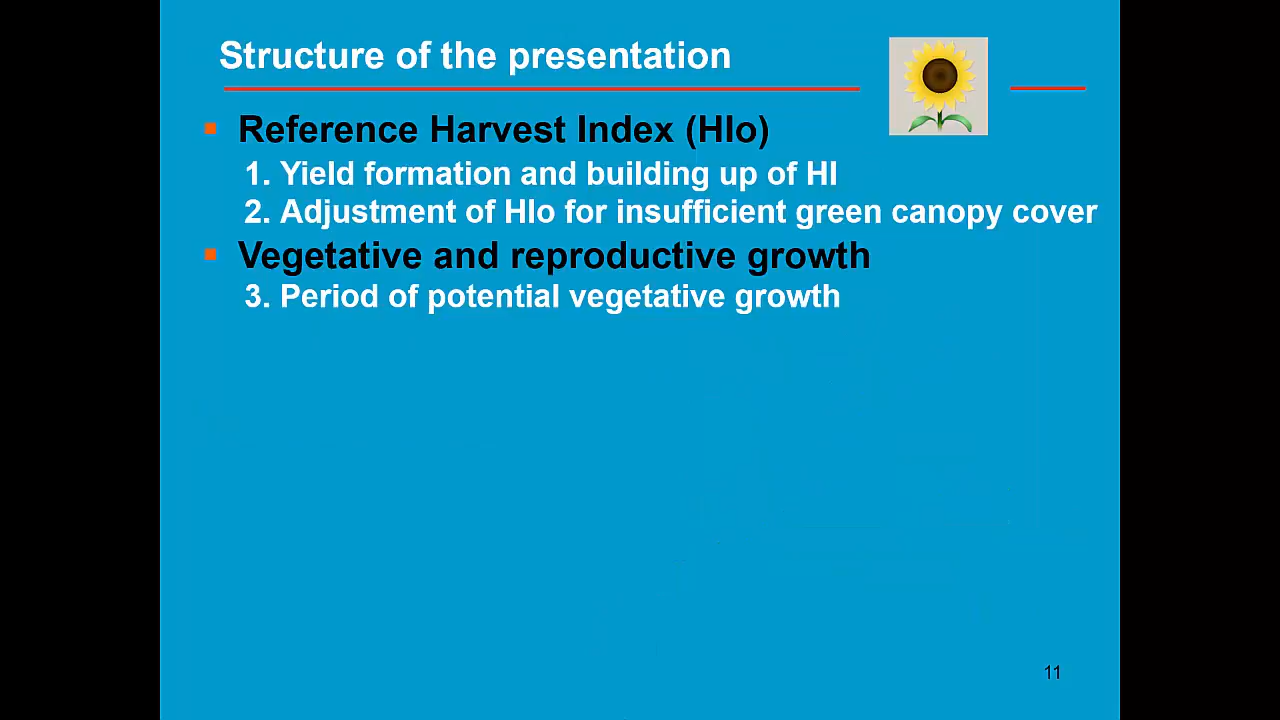 Structure of the presentation
Reference Harvest Index (HIo)
1. Yield formation and building up of HI
2. Adjustment of HIo for insufficient green canopy cover
Vegetative and reproductive growth
3. Period of potential vegetative growth
11